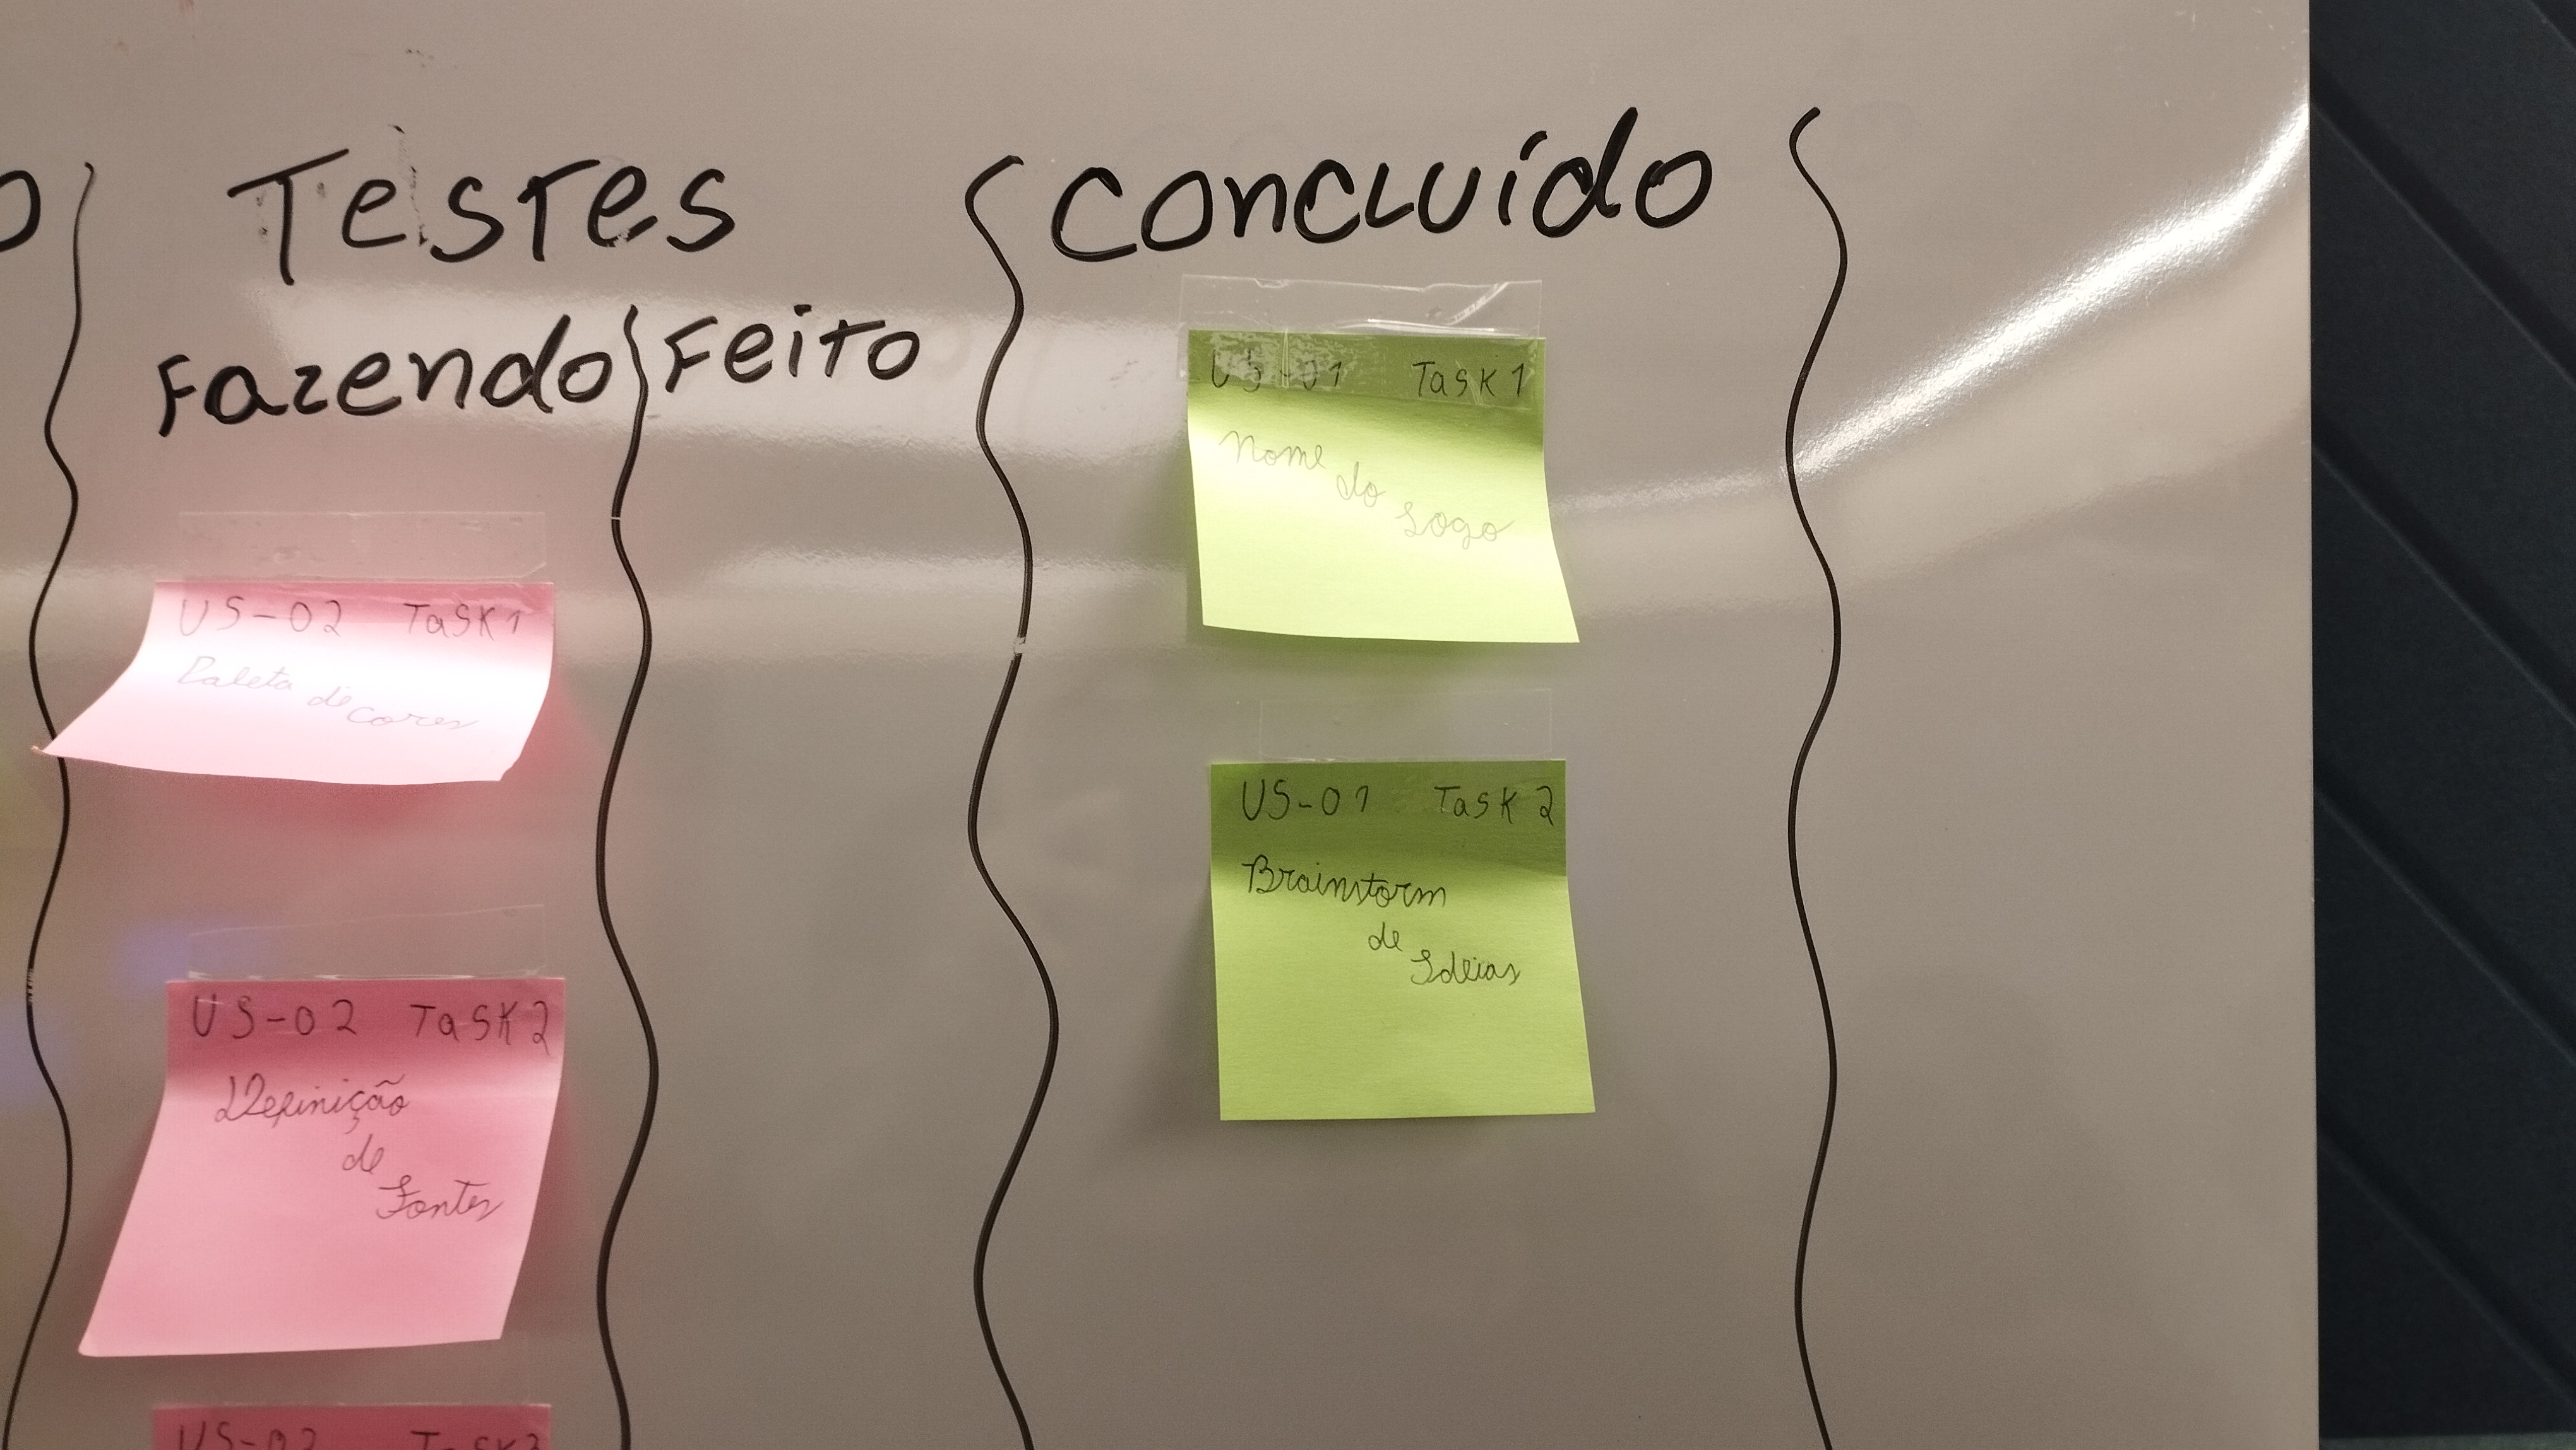 Testes
Fazendo
Feito
US-02 Task 1
Paleta de Cores
US-02 Task 2
Definição
de
Fontes
US-02 Task 3
Concluído
US-01 Task 1
Nome do Logo
US-01 Task 2
Brainstorm
de
Ideias